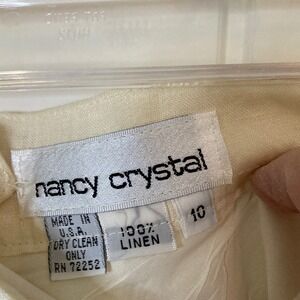 nancy crystal
10
MADE IN
U.S.A.
DRY CLEAN
ONLY
RN 72252
100%
LINEN